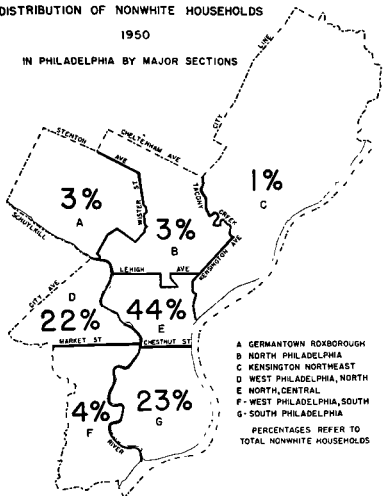 DISTRIBUTION OF NONWHITE HOUSEHOLDS
1950
IN PHILADELPHIA BY MAJOR SECTIONS
CITY LINE
STENTON AVE
CHELTENHAM AVE
WISTER ST
TACONY CREEK
1%
C
3%
A
3%
B
SCHUYLKILL
KENSINGTON AVE
LEHIGH AVE
CITY AVE
D
22%
44%
E
MARKET ST
CHESTNUT ST
4%
F
23%
G
RIVER
A GERMANTOWN ROXBOROUGH
B NORTH PHILADELPHIA
C KENSINGTON NORTHEAST
D WEST PHILADELPHIA, NORTH
E NORTH, CENTRAL
F - WEST PHILADELPHIA, SOUTH
G - SOUTH PHILADELPHIA
PERCENTAGES REFER TO
TOTAL NONWHITE HOUSEHOLDS